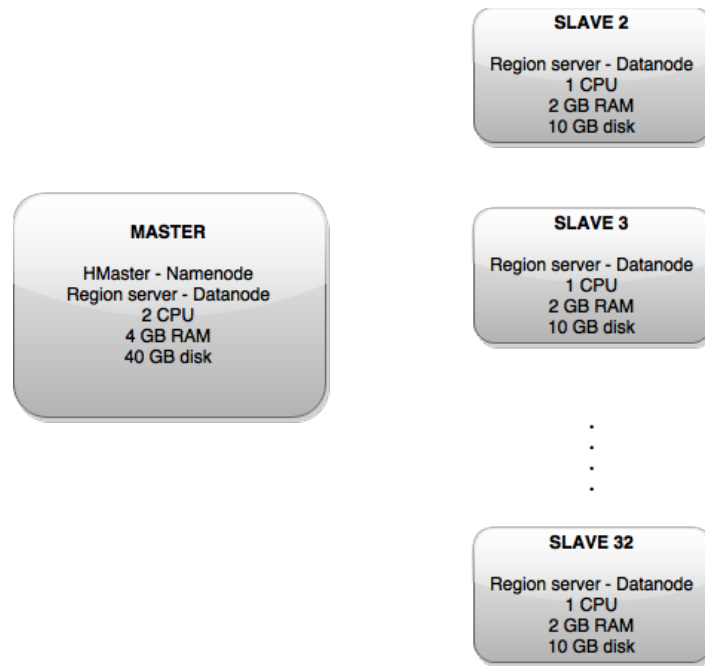 SLAVE 2
Region server - Datanode
1 CPU
2 GB RAM
10 GB disk
MASTER
HMaster - Namenode
Region server - Datanode
2 CPU
4 GB RAM
40 GB disk
SLAVE 3
Region server - Datanode
1 CPU
2 GB RAM
10 GB disk
.
.
.
.
SLAVE 32
Region server - Datanode
1 CPU
2 GB RAM
10 GB disk